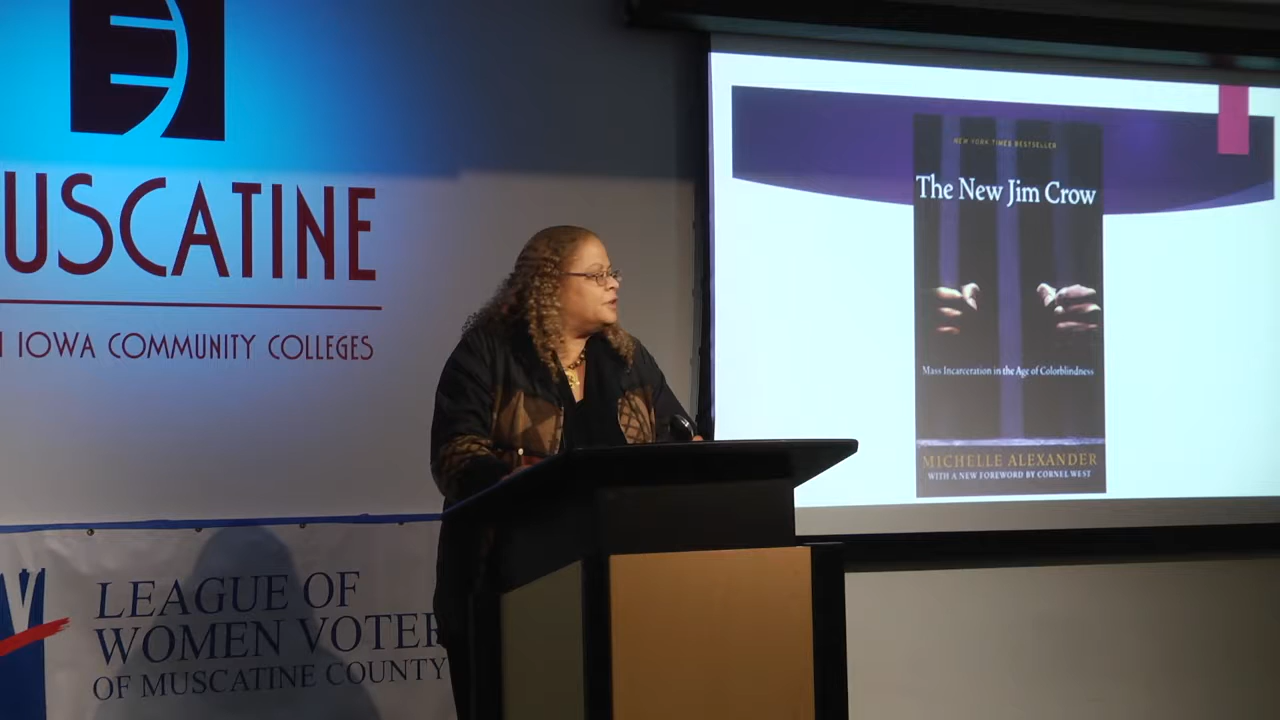 USCATINE
IOWA COMMUNITY COLLEGES
LEAGUE OF
WOMEN VOTER
OF MUSCATINE COUNTY
NEW YORK TIMES BESTSELLER
The New Jim Crow
Mass Incarceration in the Age of Colorblindness
MICHELLE ALEXANDER
WITH A NEW FOREWORD BY CORNEL WEST